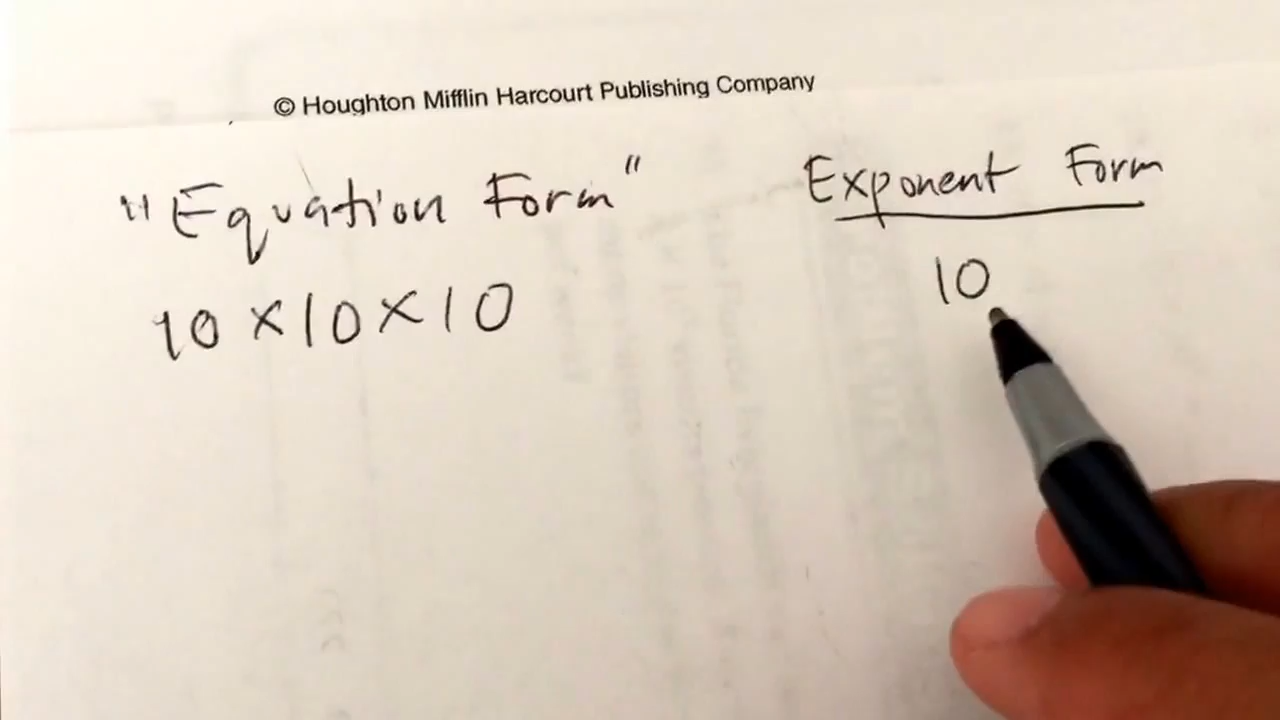 © Houghton Mifflin Harcourt Publishing Company
"Equation Form"
10 × 10 × 10
Exponent Form
10